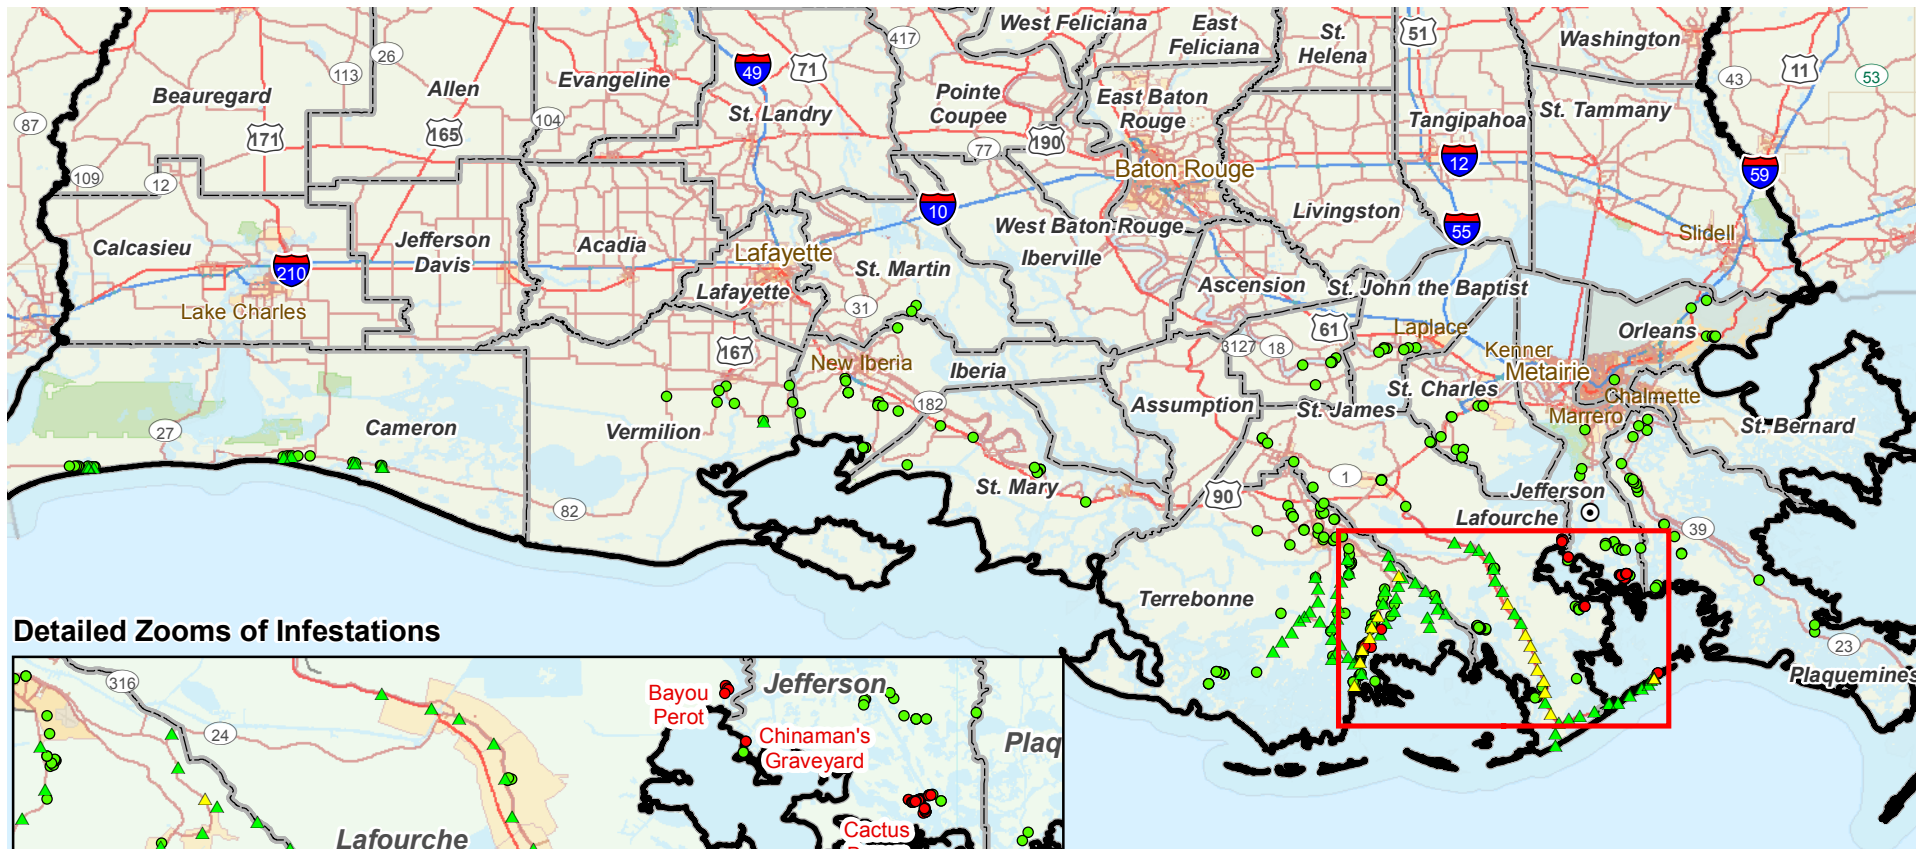 West Feliciana
East
Feliciana
St.
Helena
51
Washington
417
26
113
49
71
43
11
53
Evangeline
Beauregard
Allen
St. Landry
Pointe
Coupee
East Baton
Rouge
Tangipahoa
St. Tammany
87
104
171
165
190
77
12
Baton Rouge
109
12
59
10
Livingston
West Baton Rouge
55
Slidell
Calcasieu
Jefferson
Davis
Acadia
Lafayette
Iberville
St. Martin
210
Ascension
St. John the Baptist
Lafayette
Lake Charles
31
61
Laplace
Orleans
167
3127
18
Kenner
New Iberia
Iberia
Metairie
St. Charles
182
Assumption
St. James
Chalmette
Marrero
St. Bernard
27
Cameron
Vermilion
1
St. Mary
90
Jefferson
82
Lafourche
39
Terrebonne
23
Plaquemines
Detailed Zooms of Infestations
316
Bayou
Perot
Jefferson
24
Chinaman's
Graveyard
Plaq
Lafourche
Cactus